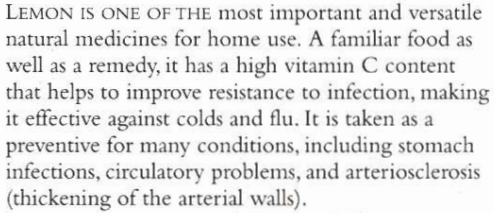 LEMON IS ONE OF THE most important and versatile
natural medicines for home use. A familiar food as
well as a remedy, it has a high vitamin C content
that helps to improve resistance to infection, making
it effective against colds and flu. It is taken as a
preventive for many conditions, including stomach
infections, circulatory problems, and arteriosclerosis
(thickening of the arterial walls).